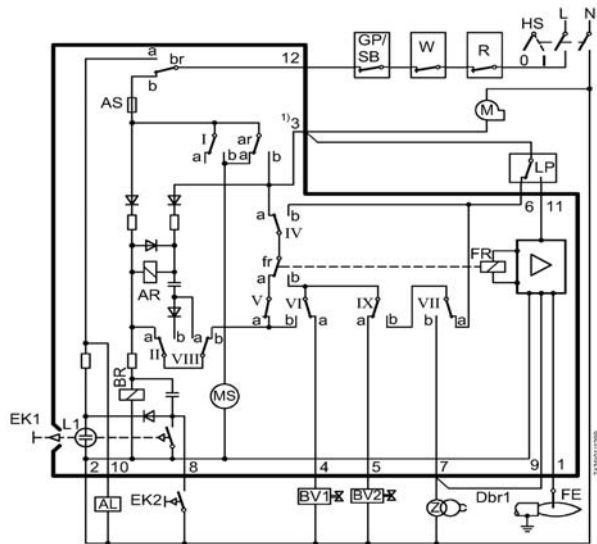 HS L N
GP/
SB
W
R
0 I
a
br
12
b
AS
M
1) 3
I
ar
a
b
a
b
LP
6
11
a
b
IV
FR
fr
a
b
AR
V
VI
IX
VII
a
b
a
b
a
b
b
a
a
b
II
VIII
a
b
BR
MS
EK1
L1
2
10
8
4
5
7
9
1
AL
EK2
BV1
BV2
Z
Dbr1
FE